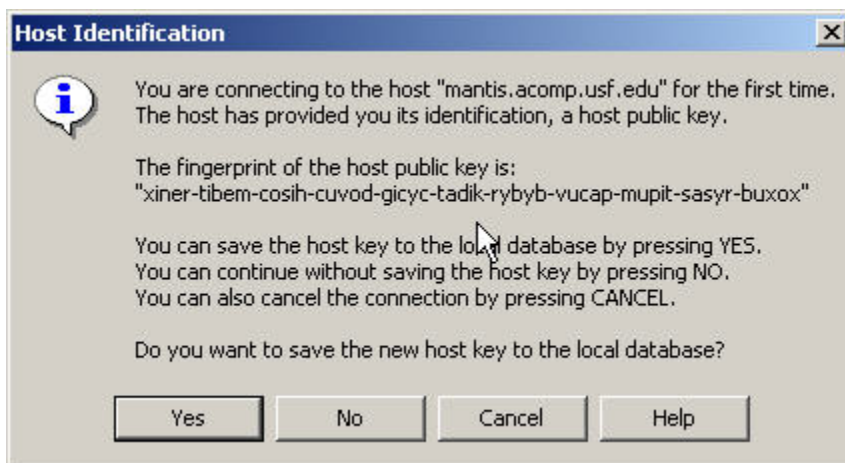 Host Identification
You are connecting to the host "mantis.acomp.usf.edu" for the first time.
The host has provided you its identification, a host public key.
The fingerprint of the host public key is:
"xiner-tibem-cosih-cuvod-gicyc-tadik-rybyb-vucap-mupit-sasyr-buxox"
You can save the host key to the local database by pressing YES.
You can continue without saving the host key by pressing NO.
You can also cancel the connection by pressing CANCEL.
Do you want to save the new host key to the local database?
Yes No Cancel Help